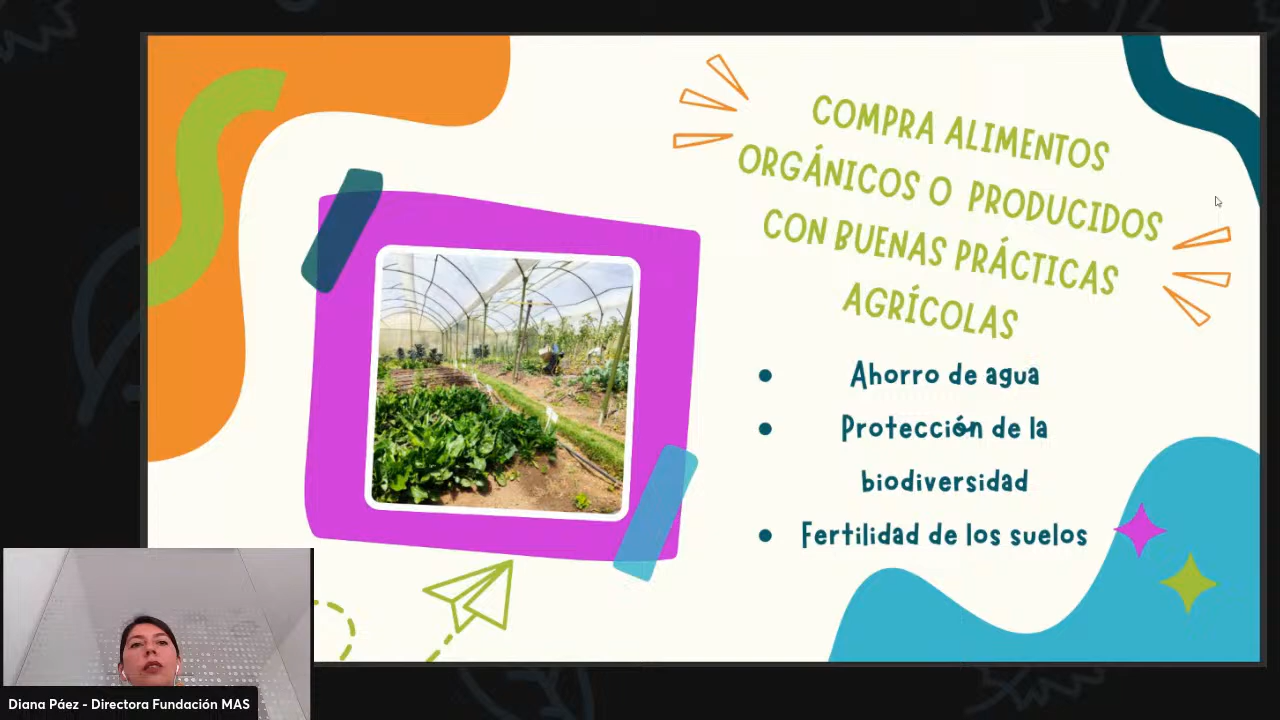 COMPRA ALIMENTOS
ORGÁNICOS O PRODUCIDOS
CON BUENAS PRÁCTICAS
AGRÍCOLAS
• Ahorro de agua
• Protección de la
biodiversidad
• Fertilidad de los suelos
Diana Páez - Directora Fundación MAS